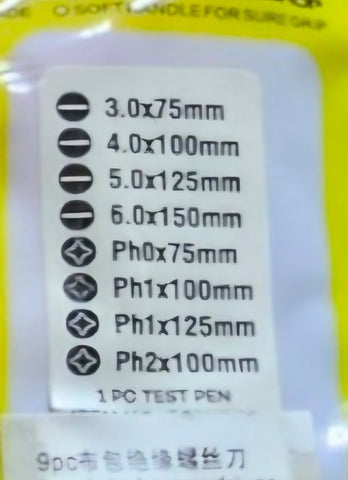 SOFT HANDLE FOR SURE GRIP
3.0x75mm
4.0x100mm
5.0x125mm
6.0x150mm
Ph0x75mm
Ph1x100mm
Ph1x125mm
Ph2x100mm
1 PC TEST PEN
9pc布包绝缘螺丝刀